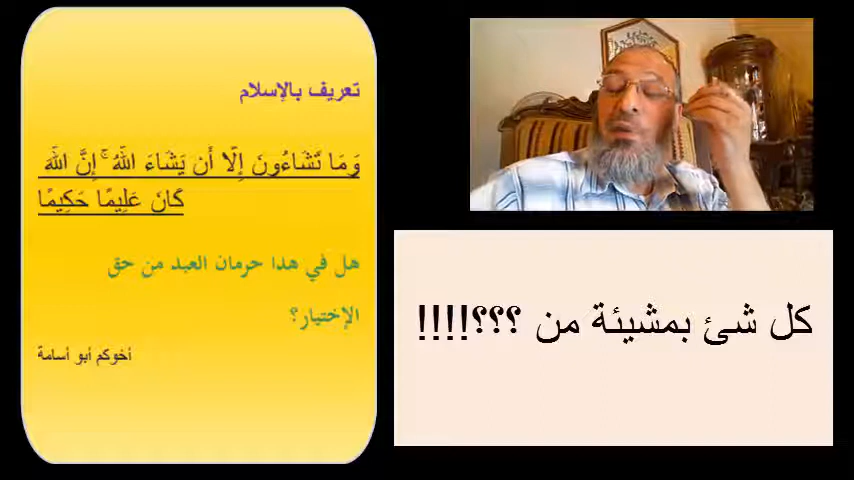 تعريف بالإسلام
وَمَا تَشَاءُونَ إِلَّا أَن يَشَاءَ اللَّهُ ۚ إِنَّ اللَّهَ
كَانَ عَلِيمًا حَكِيمًا
هل في هدا حرمان العبد من حق
الإختيار؟
أخوكم أبو أسامة
كل شئ بمشيئة من ؟؟؟!!!!